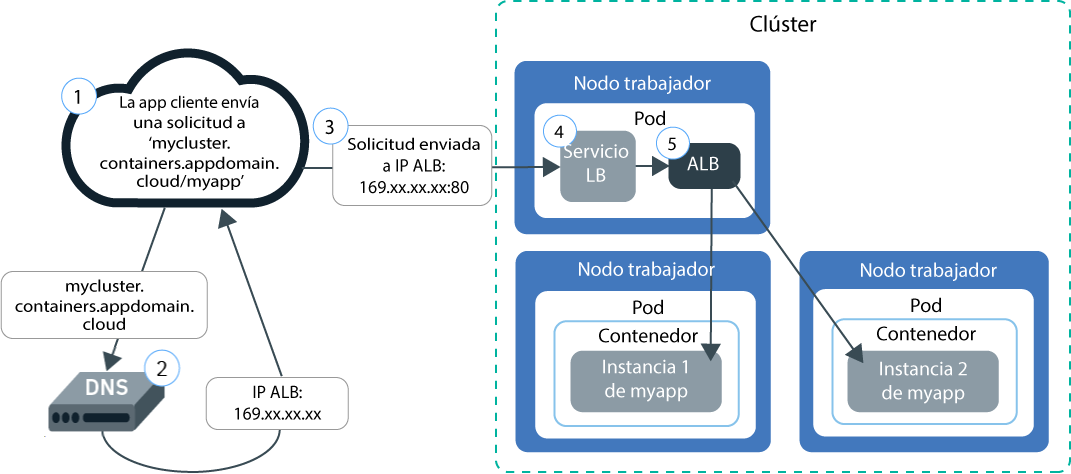 1
La app cliente envía
una solicitud a
‘mycluster.
containers.appdomain.
cloud/myapp’
3
Solicitud enviada
a IP ALB:
169.xx.xx.xx:80
mycluster.
containers.appdomain.
cloud
2
DNS
IP ALB:
169.xx.xx.xx
Clúster
Nodo trabajador
Pod
4
Servicio
LB
5
ALB
Nodo trabajador
Pod
Contenedor
Instancia 1
de myapp
Nodo trabajador
Pod
Contenedor
Instancia 2
de myapp